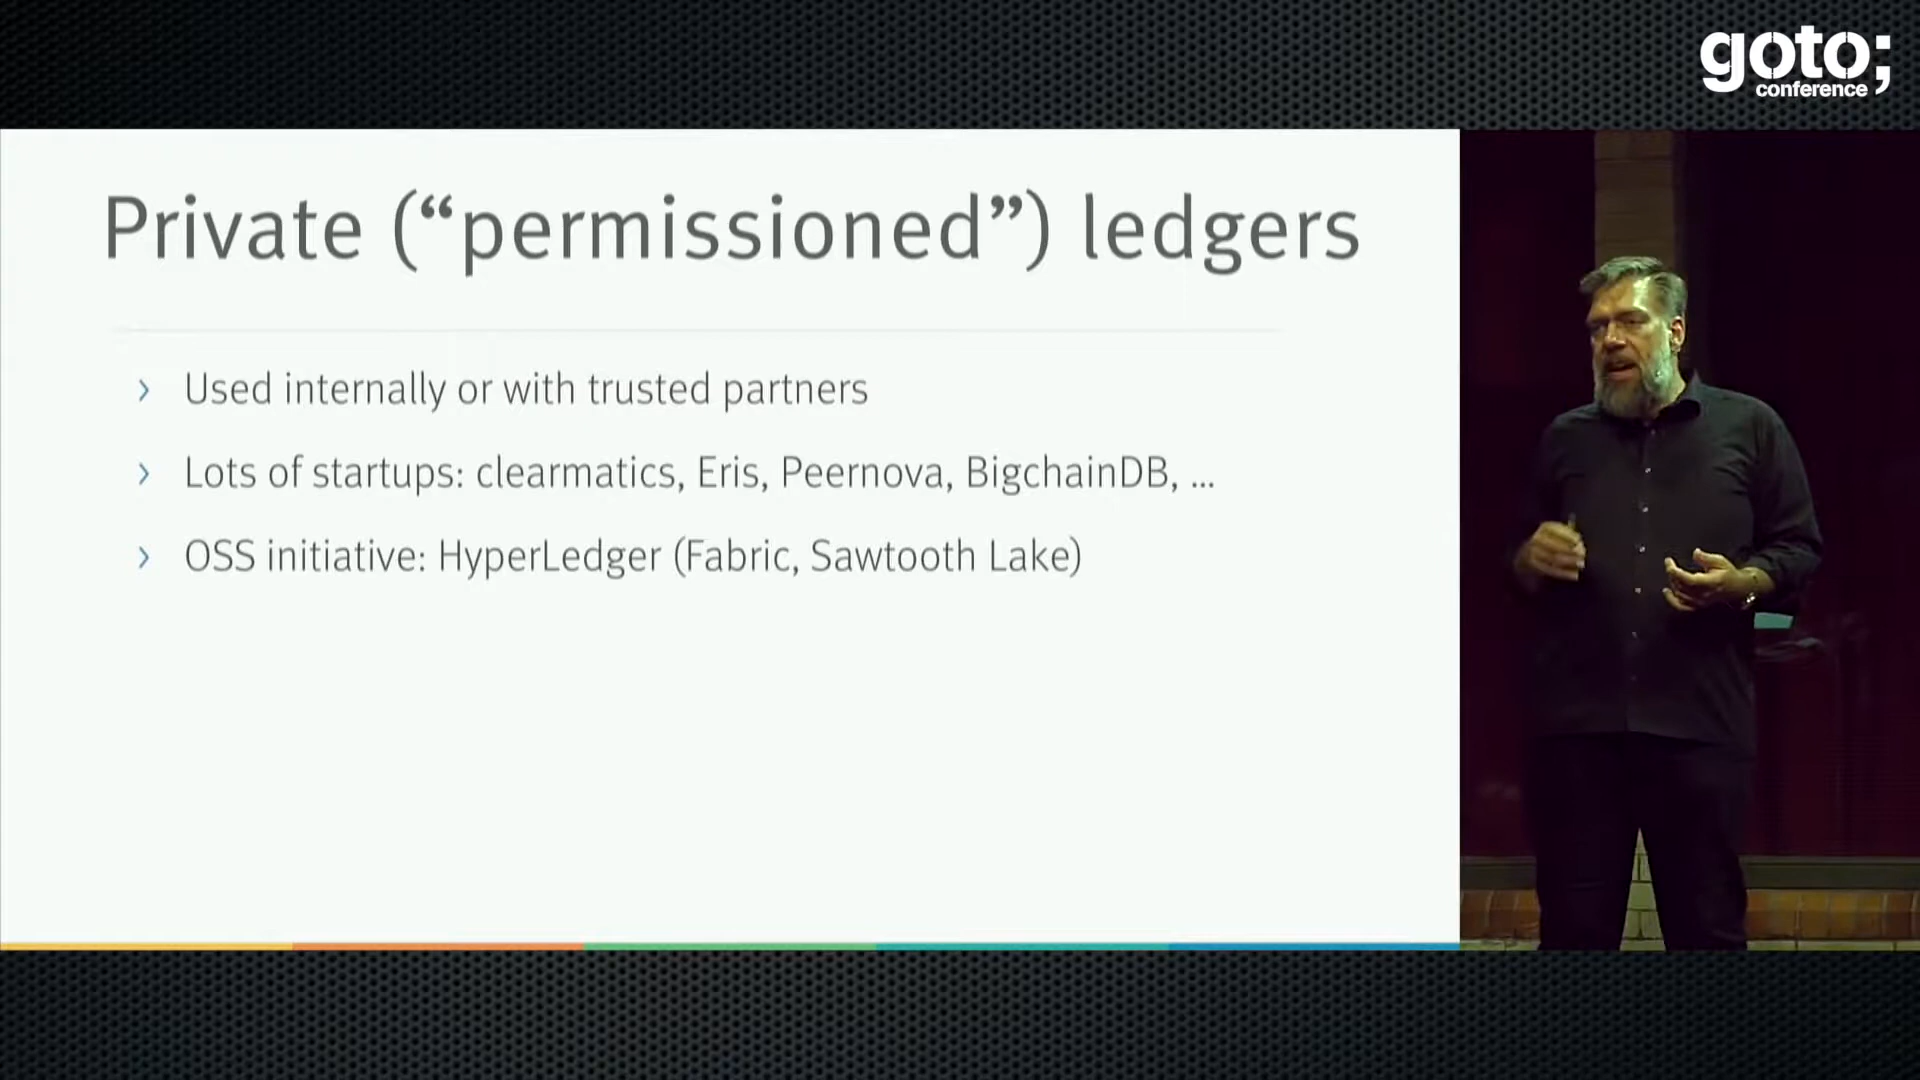 goto;
conference
Private (“permissioned”) ledgers
› Used internally or with trusted partners
› Lots of startups: clearmatics, Eris, Peernova, BigchainDB, ...
› OSS initiative: HyperLedger (Fabric, Sawtooth Lake)